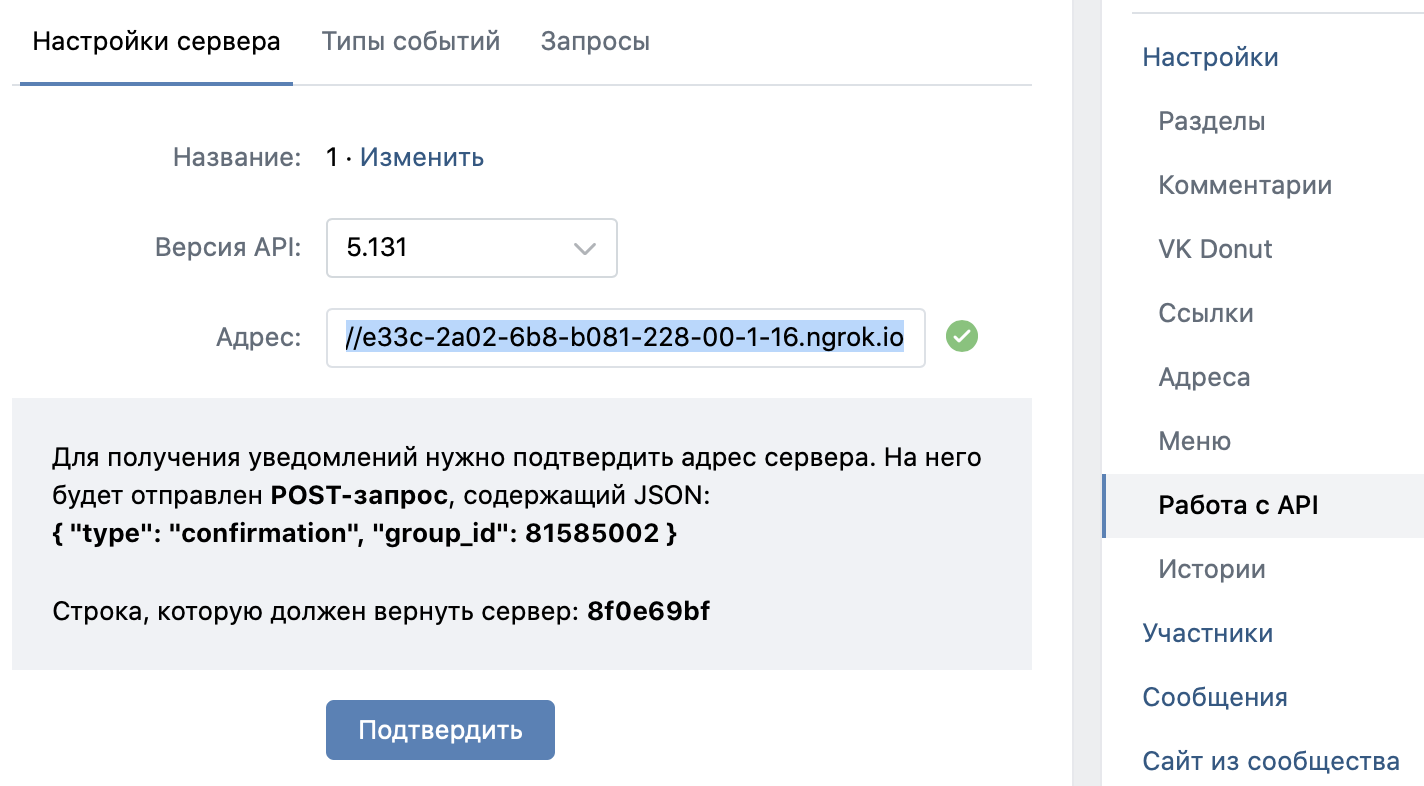 Настройки сервера Типы событий Запросы
Название: 1 · Изменить
Версия API: 5.131
Адрес: //e33c-2a02-6b8-b081-228-00-1-16.ngrok.io
Для получения уведомлений нужно подтвердить адрес сервера. На него
будет отправлен POST-запрос, содержащий JSON:
{ "type": "confirmation", "group_id": 81585002 }
Строка, которую должен вернуть сервер: 8f0e69bf
Подтвердить
Настройки
Разделы
Комментарии
VK Donut
Ссылки
Адреса
Меню
Работа с API
Истории
Участники
Сообщения
Сайт из сообщества